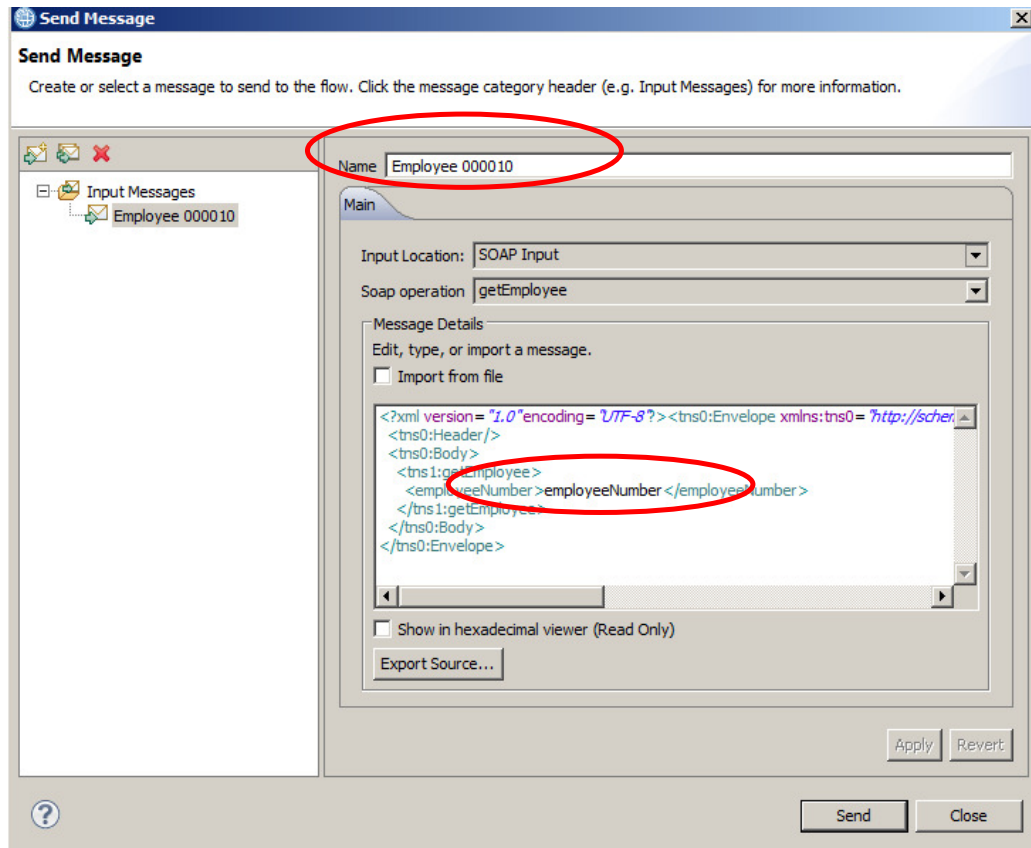 Send Message
Send Message
Create or select a message to send to the flow. Click the message category header (e.g. Input Messages) for more information.
Input Messages
Employee 000010
Name Employee 000010
Main
Input Location: SOAP Input
Soap operation getEmployee
Message Details
Edit, type, or import a message.
Import from file
<?xml version="1.0" encoding="UTF-8"?><tns0:Envelope xmlns:tns0="http://scher
<tns0:Header/>
<tns0:Body>
<tns1:getEmployee>
<employeeNumber>employeeNumber</employeeNumber>
</tns1:getEmployee>
</tns0:Body>
</tns0:Envelope>
Show in hexadecimal viewer (Read Only)
Export Source...
Apply Revert
? Send Close